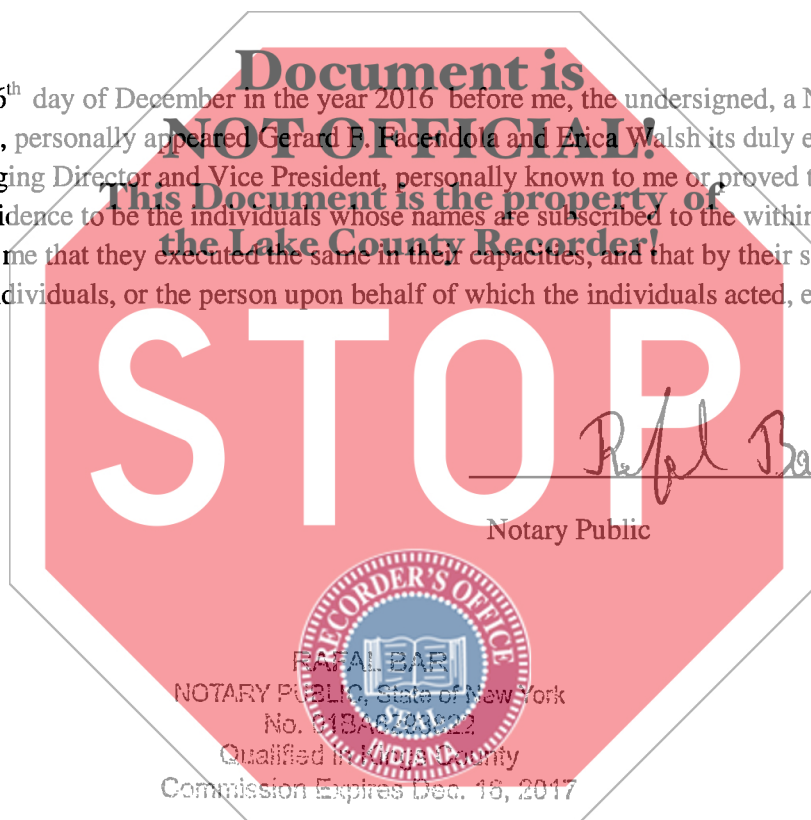 Document is
day of December in the year 2016 before me, the undersigned, a
NOT OFFICIAL!
, personally appeared Gerard F. Facendola and Erica Walsh its duly
This Document is the property of
Director and Vice President, personally known to me or proved
the Lake County Recorder!
to be the individuals whose names are subscribed to the within
me that they executed the same in they capacities, and that by their
or the person upon behalf of which the individuals acted,
STOP
Notary Public
RECORDER'S OFFICE
SEAL
INDIANA
RAFAL BAR
NOTARY PUBLIC, State of New York
No.
Qualified in Kings County
Commission Expires Dec. 16, 2017